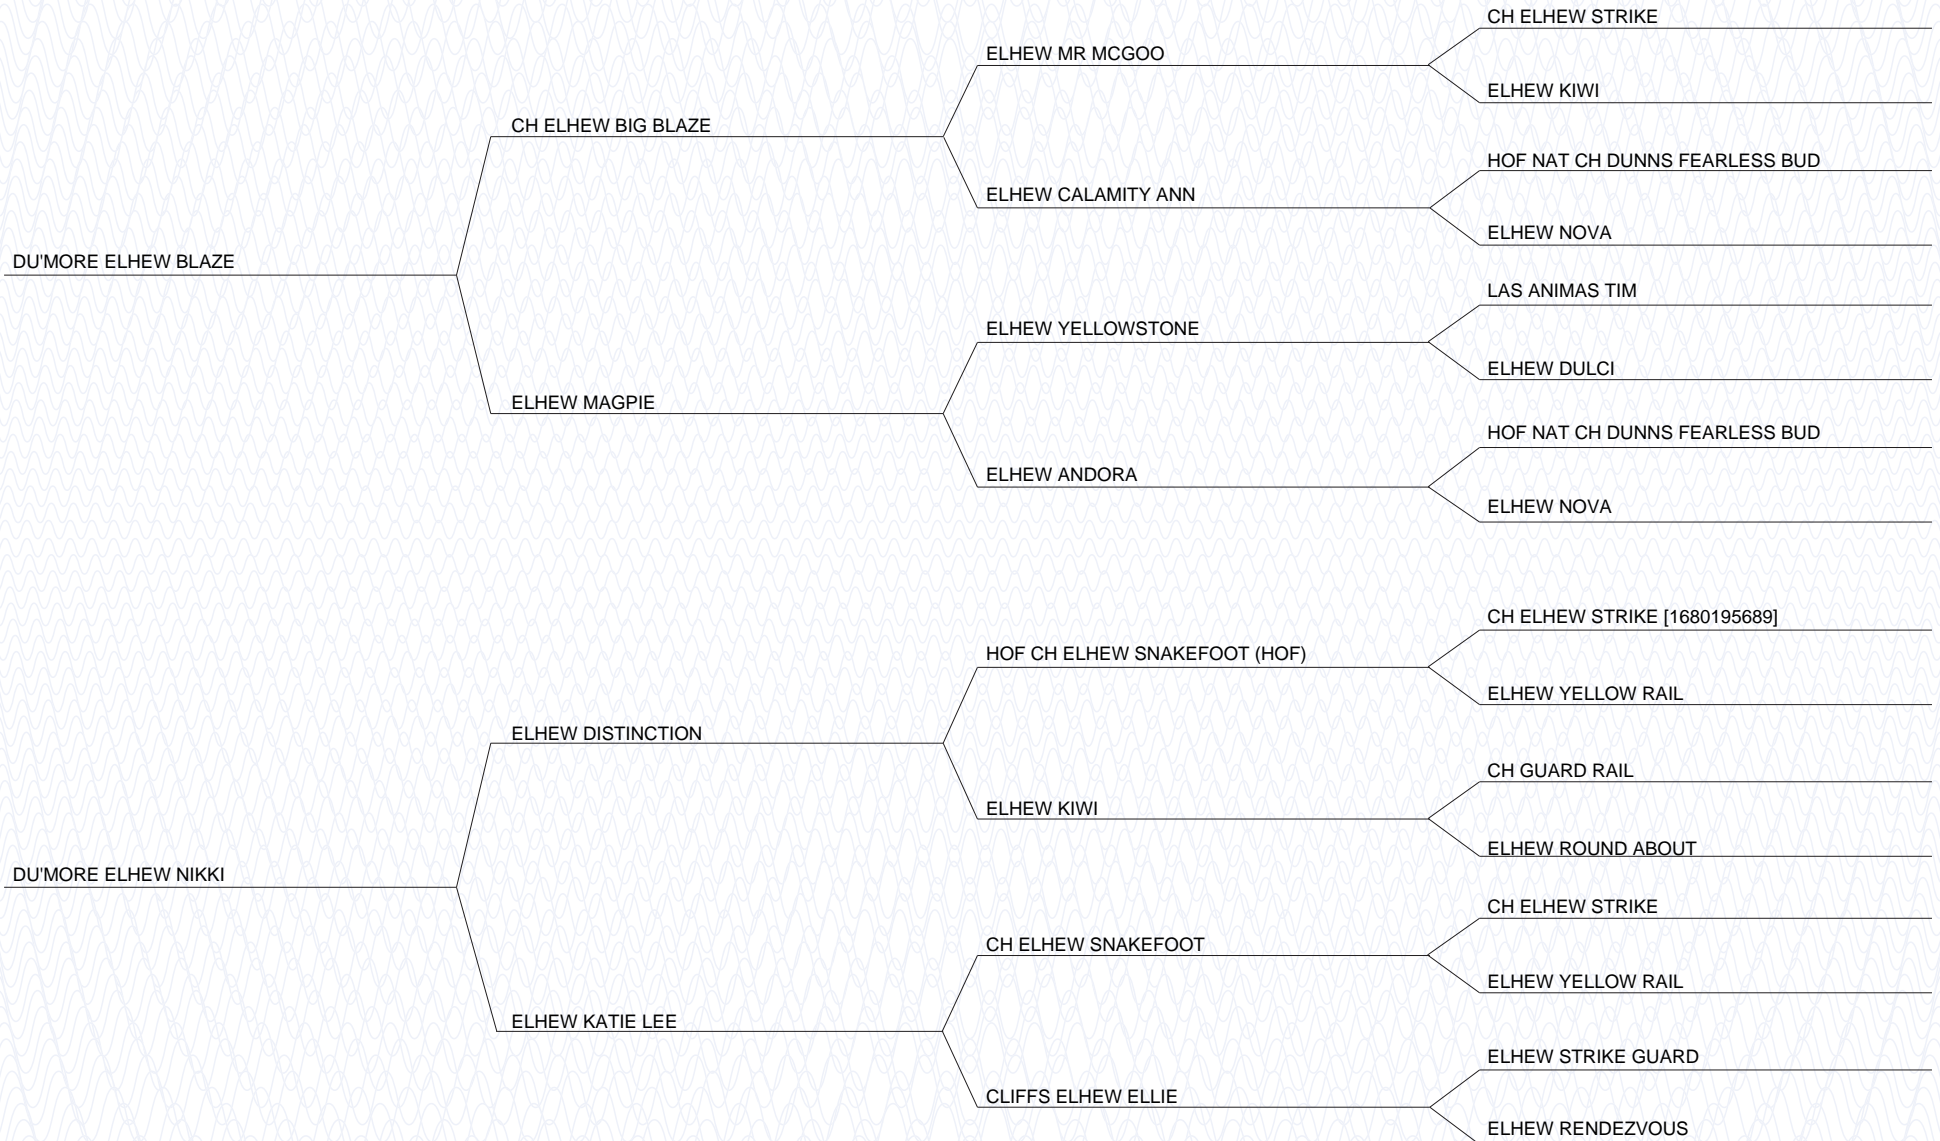 CH ELHEW STRIKE
ELHEW MR MCGOO
ELHEW KIWI
CH ELHEW BIG BLAZE
HOF NAT CH DUNNS FEARLESS BUD
ELHEW CALAMITY ANN
ELHEW NOVA
DU'MORE ELHEW BLAZE
LAS ANIMAS TIM
ELHEW YELLOWSTONE
ELHEW DULCI
ELHEW MAGPIE
HOF NAT CH DUNNS FEARLESS BUD
ELHEW ANDORA
ELHEW NOVA
CH ELHEW STRIKE [1680195689]
HOF CH ELHEW SNAKEFOOT (HOF)
ELHEW YELLOW RAIL
ELHEW DISTINCTION
CH GUARD RAIL
ELHEW KIWI
ELHEW ROUND ABOUT
DU'MORE ELHEW NIKKI
CH ELHEW STRIKE
CH ELHEW SNAKEFOOT
ELHEW YELLOW RAIL
ELHEW KATIE LEE
ELHEW STRIKE GUARD
CLIFFS ELHEW ELLIE
ELHEW RENDEZVOUS